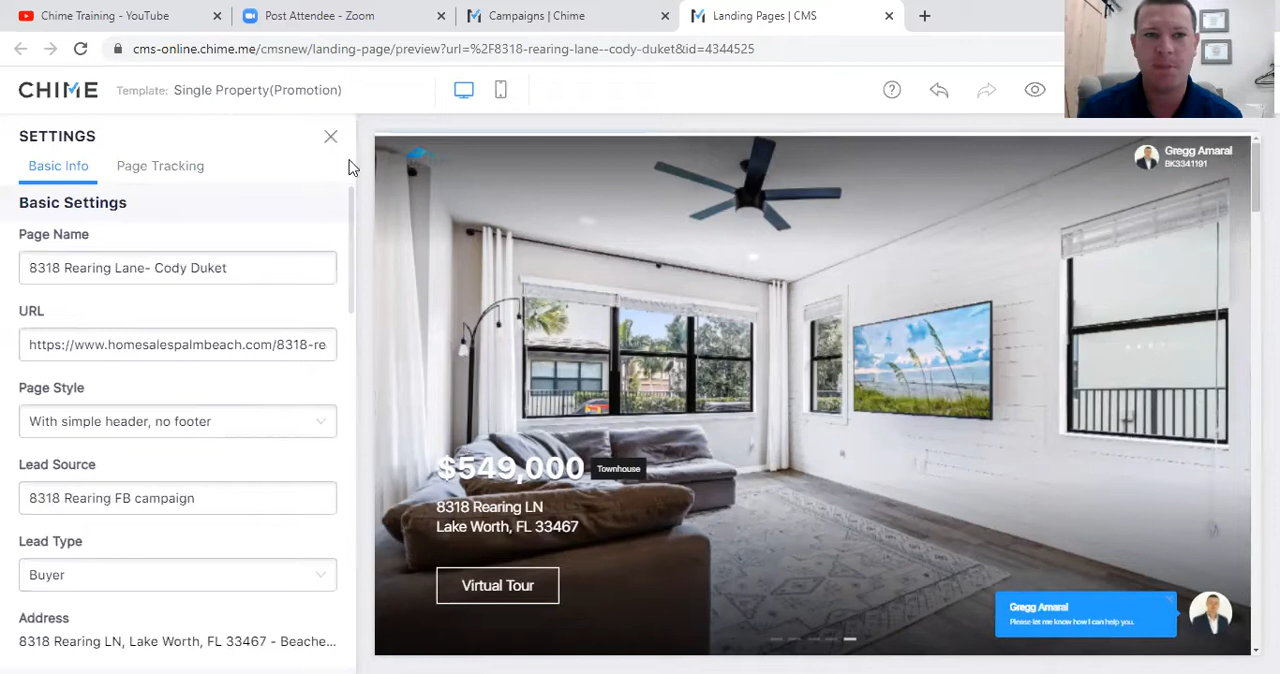 Chime Training - YouTube
Post Attendee - Zoom
Campaigns | Chime
Landing Pages | CMS
cms-online.chime.me/cmsnew/landing-page/preview?url=%2F8318-rearing-lane--cody-duket&id=4344525
CHIME
Template: Single Property(Promotion)
SETTINGS
Basic Info
Page Tracking
Basic Settings
Page Name
8318 Rearing Lane- Cody Duket
URL
https://www.homesalespalmbeach.com/8318-re
Page Style
With simple header, no footer
Lead Source
8318 Rearing FB campaign
Lead Type
Buyer
Address
8318 Rearing LN, Lake Worth, FL 33467 - Beache...
Gregg Amaral
BK3341191
$549,000
Townhouse
8318 Rearing LN
Lake Worth, FL 33467
Virtual Tour
Gregg Amaral
Please let me know how I can help you.